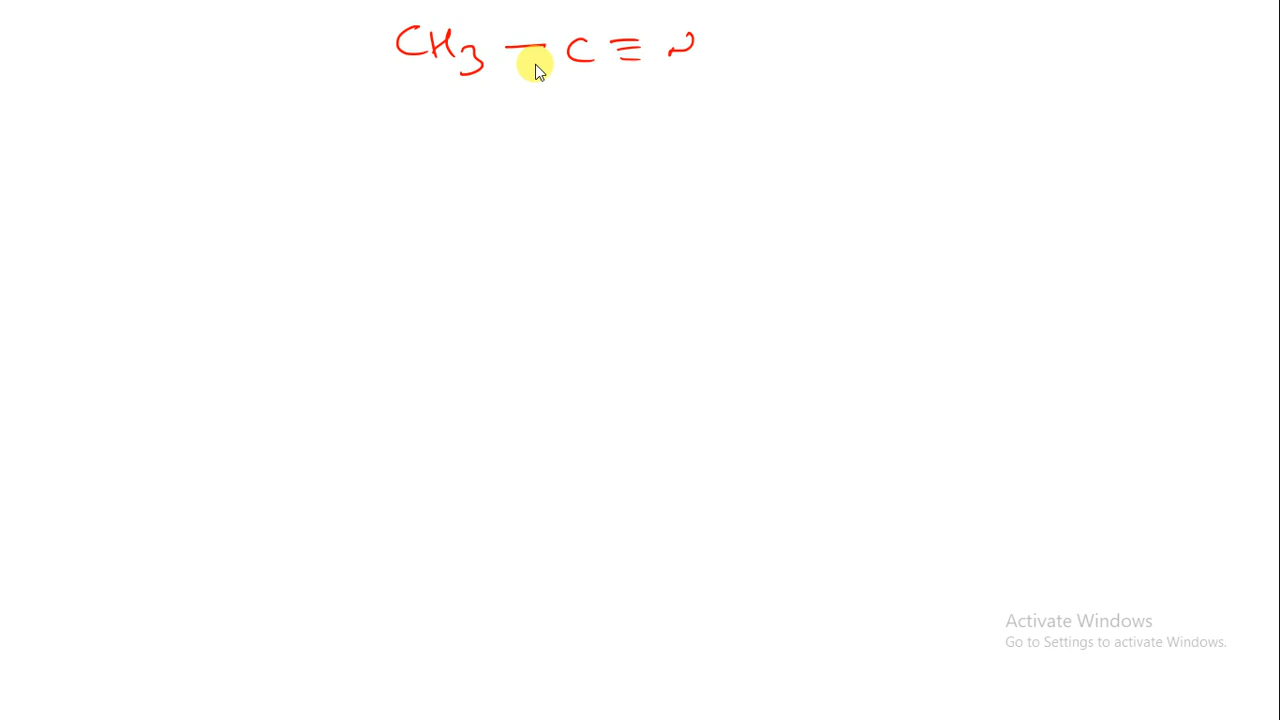 CH3 — C ≡ N
Activate Windows
Go to Settings to activate Windows.